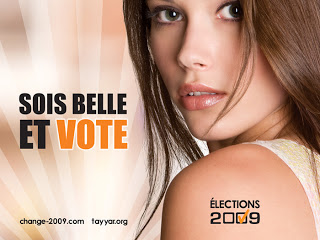 SOIS BELLE
ET VOTE
ÉLECTIONS
2009
change-2009.com tayyar.org